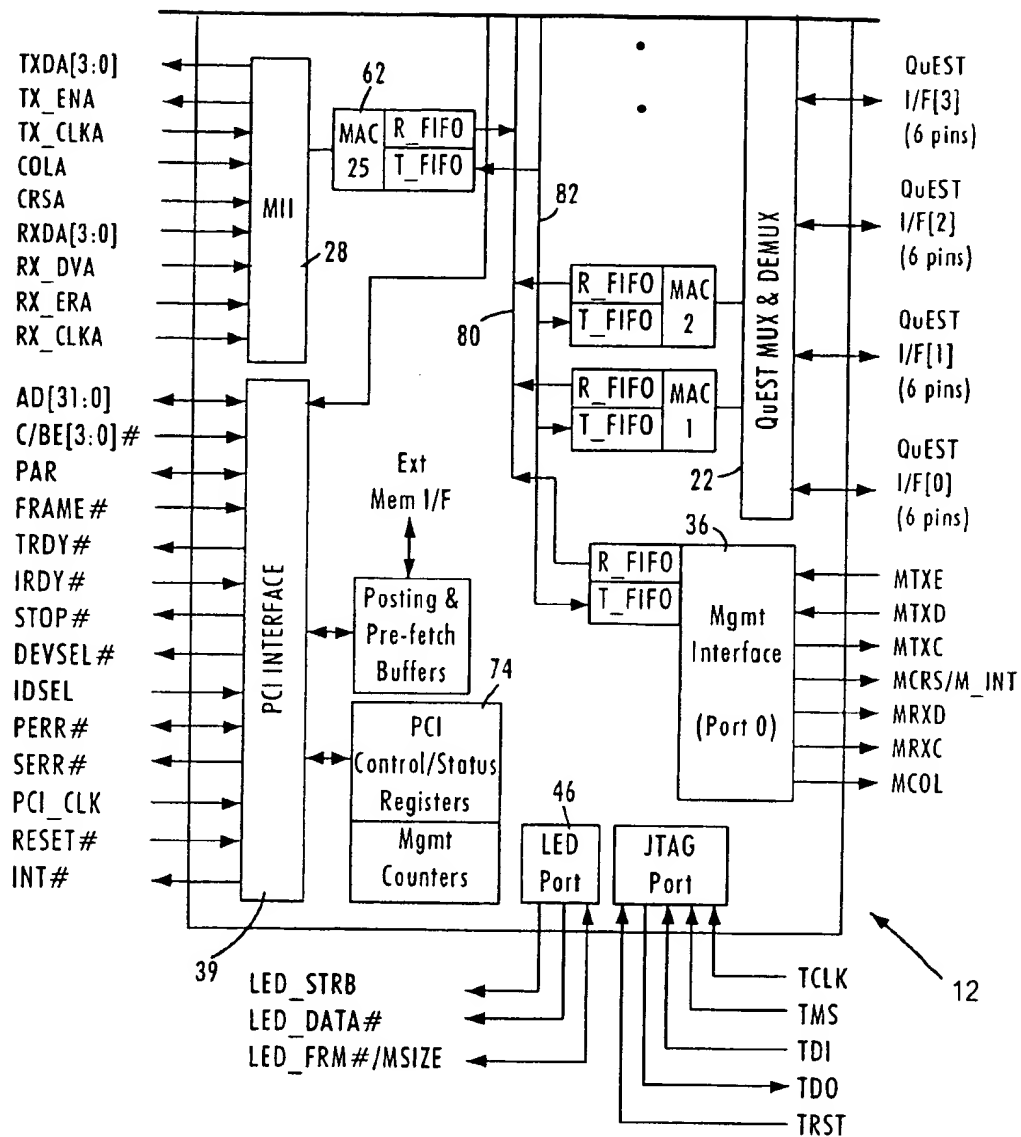 TXDA[3:0]
TX_ENA
TX_CLKA
COLA
CRSA
RXDA[3:0]
RX_DVA
RX_ERA
RX_CLKA
AD[31:0]
C/BE[3:0]#
PAR
FRAME#
TRDY#
IRDY#
STOP#
DEVSEL#
IDSEL
PERR#
SERR#
PCI_CLK
RESET#
INT#
MII
28
PCI INTERFACE
39
62
MAC
25
R_FIFO
T_FIFO
80
82
R_FIFO
T_FIFO
MAC
2
R_FIFO
T_FIFO
MAC
1
QuEST MUX & DEMUX
22
Ext
Mem I/F
Posting &
Pre-fetch
Buffers
74
PCI
Control/Status
Registers
Mgmt
Counters
36
R_FIFO
T_FIFO
Mgmt
Interface
(Port 0)
46
LED
Port
JTAG
Port
QuEST
I/F[3]
(6 pins)
QuEST
I/F[2]
(6 pins)
QuEST
I/F[1]
(6 pins)
QuEST
I/F[0]
(6 pins)
MTXE
MTXD
MTXC
MCRS/M_INT
MRXD
MRXC
MCOL
12
LED_STRB
LED_DATA#
LED_FRM#/MSIZE
TCLK
TMS
TDI
TDO
TRST